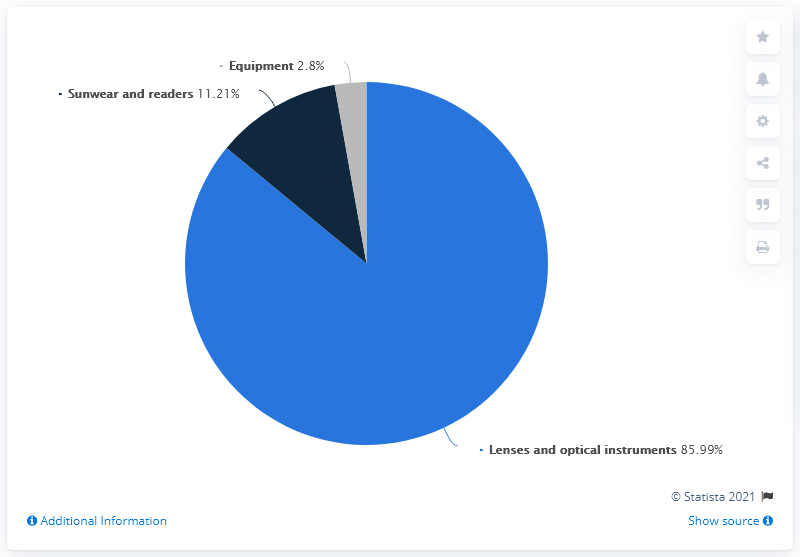 Equipment 2.8%
Sunwear and readers 11.21%
Lenses and optical instruments 85.99%
© Statista 2021
Additional Information
Show source